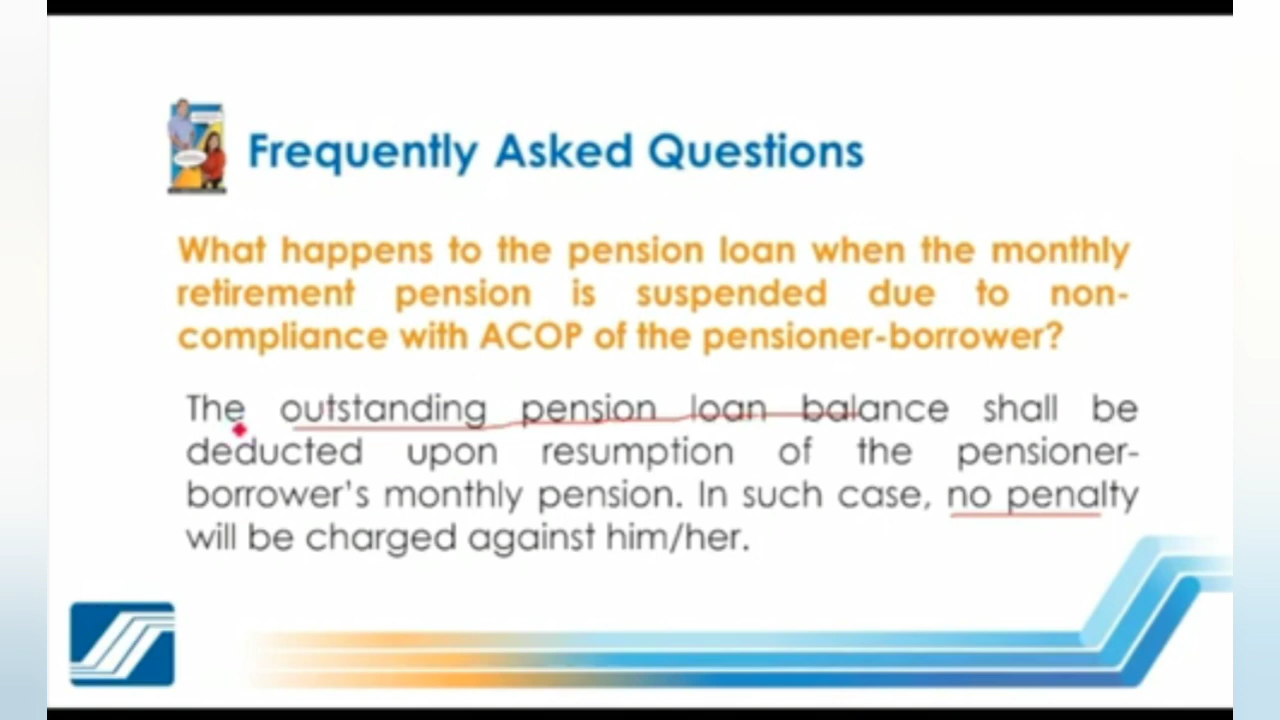 Frequently Asked Questions
What happens to the pension loan when the monthly
retirement pension is suspended due to non-
compliance with ACOP of the pensioner-borrower?
The outstanding pension loan balance shall be
deducted upon resumption of the pensioner-
borrower's monthly pension. In such case, no penalty
will be charged against him/her.